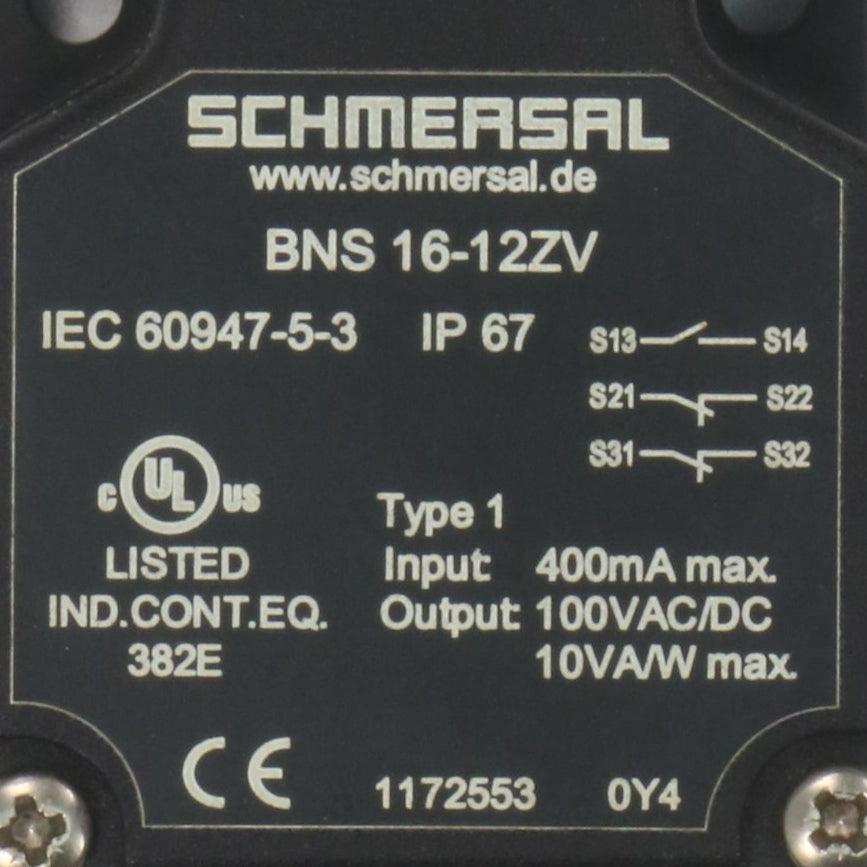 SCHMERSAL
www.schmersal.de
BNS 16-12ZV
IEC 60947-5-3 IP 67
S13 S14
S21 S22
S31 S32
C UL US
LISTED
IND.CONT.EQ.
382E
Type 1
Input: 400mA max.
Output: 100VAC/DC
10VA/W max.
CE 1172553 0Y4